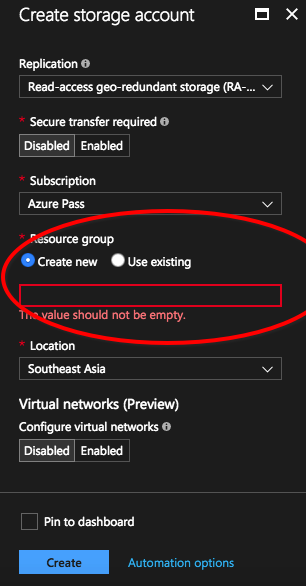 Create storage account
Replication
Read-access geo-redundant storage (RA-...
* Secure transfer required
Disabled Enabled
* Subscription
Azure Pass
* Resource group
Create new Use existing
The value should not be empty.
* Location
Southeast Asia
Virtual networks (Preview)
Configure virtual networks
Disabled Enabled
Pin to dashboard
Create Automation options